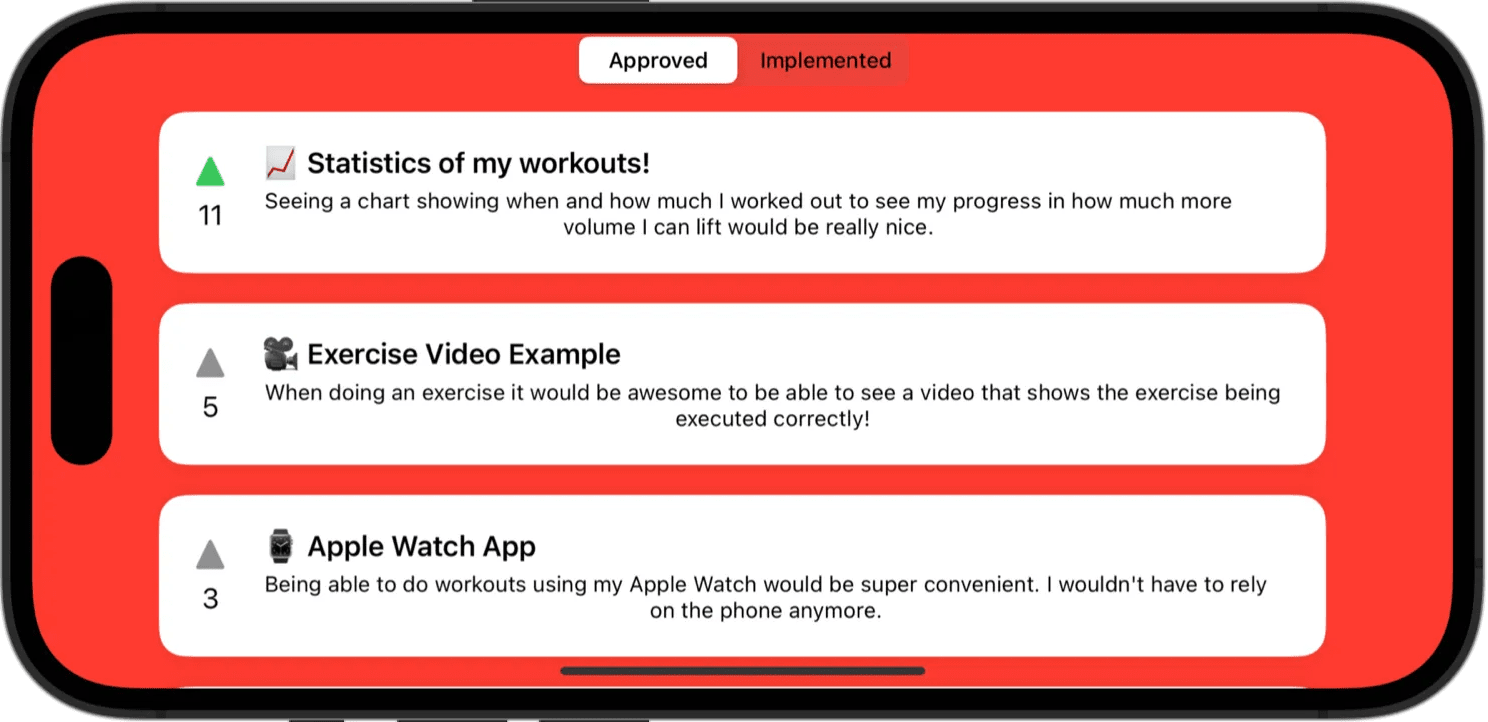 Approved Implemented
Statistics of my workouts!
Seeing a chart showing when and how much I worked out to see my progress in how much more
volume I can lift would be really nice.
11
Exercise Video Example
When doing an exercise it would be awesome to be able to see a video that shows the exercise being
executed correctly!
5
Apple Watch App
Being able to do workouts using my Apple Watch would be super convenient. I wouldn't have to rely
on the phone anymore.
3